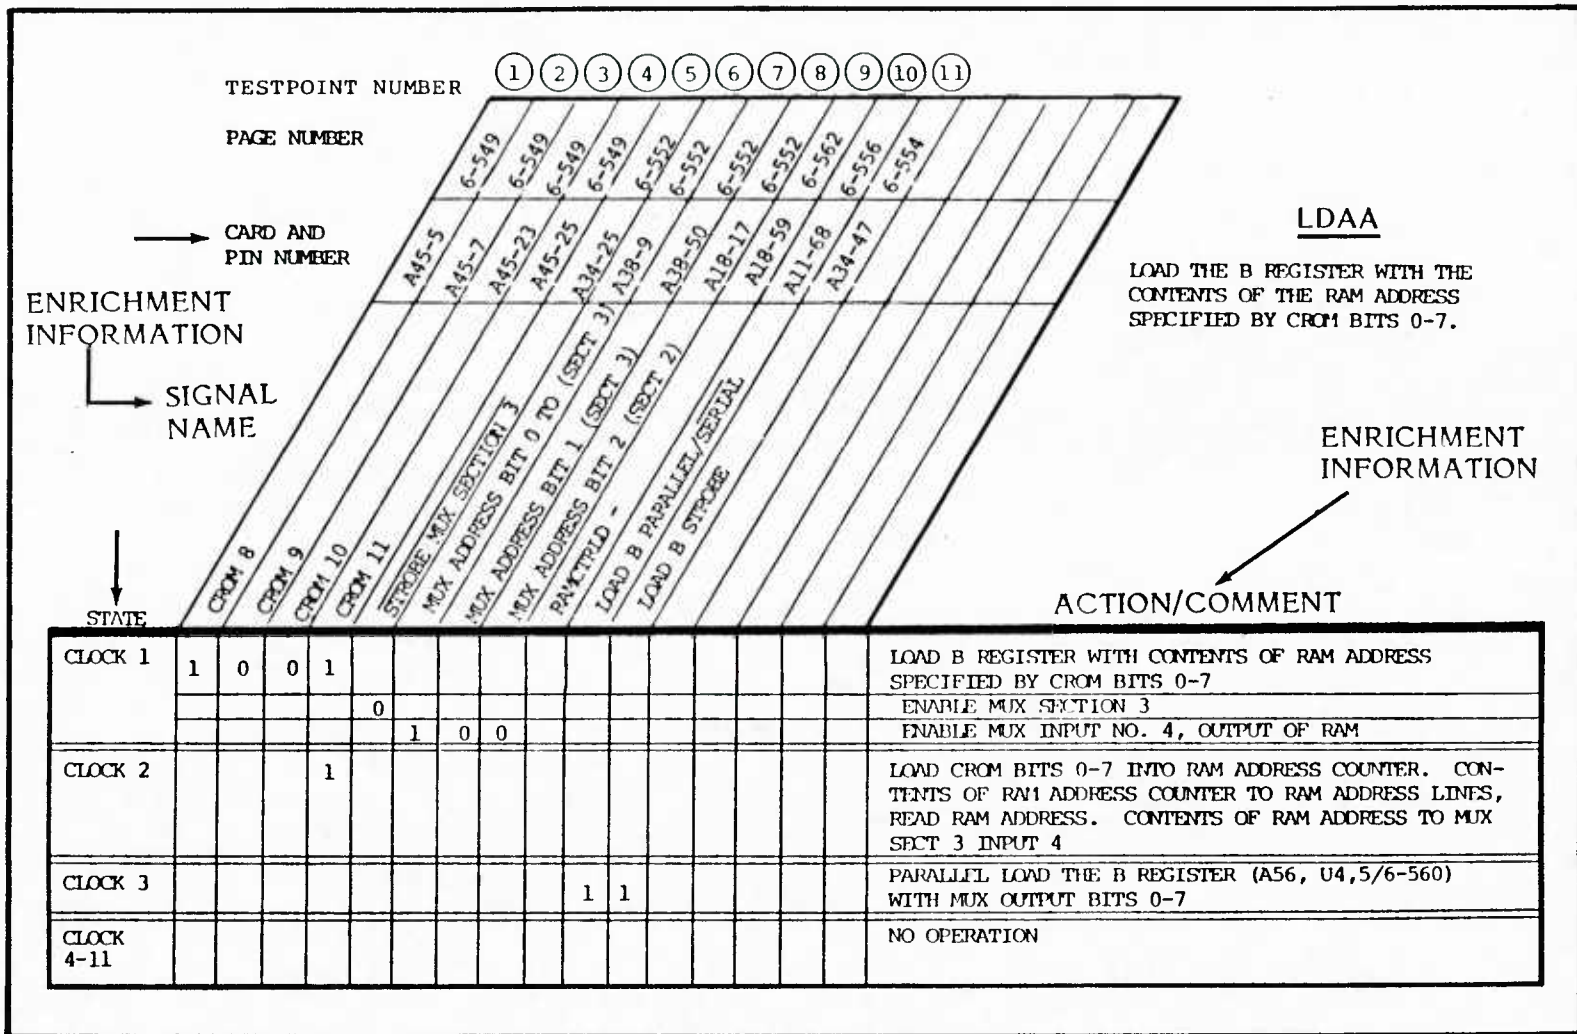 TESTPOINT NUMBER 1 2 3 4 5 6 7 8 9 10 11
PAGE NUMBER
6-549 6-549 6-549 6-549 6-552 6-552 6-552 6-552 6-562 6-556 6-554
CARD AND
PIN NUMBER
A45-5 A45-7 A45-23 A45-25 A34-25 A38-9 A38-50 A18-17 A18-59 A11-68 A34-47
LDAA
LOAD THE B REGISTER WITH THE
CONTENTS OF THE RAM ADDRESS
SPECIFIED BY CROM BITS 0-7.
ENRICHMENT
INFORMATION
SIGNAL
NAME
CROM 8
CROM 9
CROM 10
CROM 11
STROBE MUX SECTION 3
MUX ADDRESS BIT 0 TO (SECT 3)
MUX ADDRESS BIT 1 (SECT 3)
MUX ADDRESS BIT 2 (SECT 2)
RAMCTRLD -
LOAD B PARALLEL/SERIAL
LOAD B STROBE
ENRICHMENT
INFORMATION
STATE
ACTION/COMMENT
CLOCK 1 1 0 0 1 LOAD B REGISTER WITH CONTENTS OF RAM ADDRESS
SPECIFIED BY CROM BITS 0-7
0 ENABLE MUX SECTION 3
1 0 0 ENABLE MUX INPUT NO. 4, OUTPUT OF RAM
CLOCK 2 1 LOAD CROM BITS 0-7 INTO RAM ADDRESS COUNTER. CON-
TENTS OF RAM ADDRESS COUNTER TO RAM ADDRESS LINES,
READ RAM ADDRESS. CONTENTS OF RAM ADDRESS TO MUX
SECT 3 INPUT 4
CLOCK 3 1 1 PARALLEL LOAD THE B REGISTER (A56, U4,5/6-560)
WITH MUX OUTPUT BITS 0-7
CLOCK
4-11
NO OPERATION